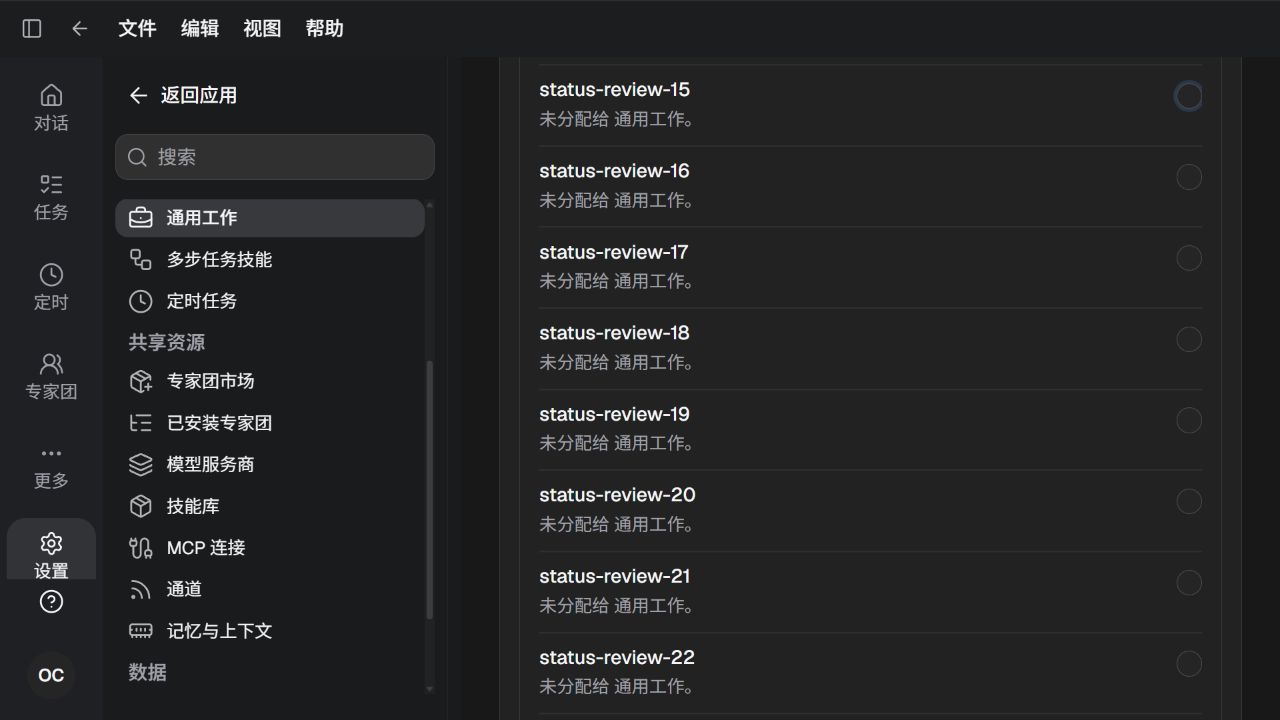 文件 编辑 视图 帮助
对话
任务
定时
专家团
更多
设置
OC
返回应用
搜索
通用工作
多步任务技能
定时任务
共享资源
专家团市场
已安装专家团
模型服务商
技能库
MCP 连接
通道
记忆与上下文
数据
status-review-15
未分配给 通用工作。
status-review-16
未分配给 通用工作。
status-review-17
未分配给 通用工作。
status-review-18
未分配给 通用工作。
status-review-19
未分配给 通用工作。
status-review-20
未分配给 通用工作。
status-review-21
未分配给 通用工作。
status-review-22
未分配给 通用工作。